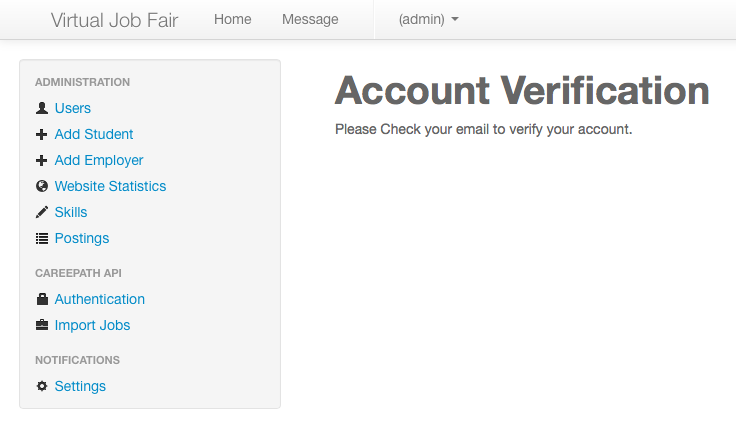 Virtual Job Fair Home Message (admin)
ADMINISTRATION
Users
Add Student
Add Employer
Website Statistics
Skills
Postings
CAREEPATH API
Authentication
Import Jobs
NOTIFICATIONS
Settings
Account Verification
Please Check your email to verify your account.